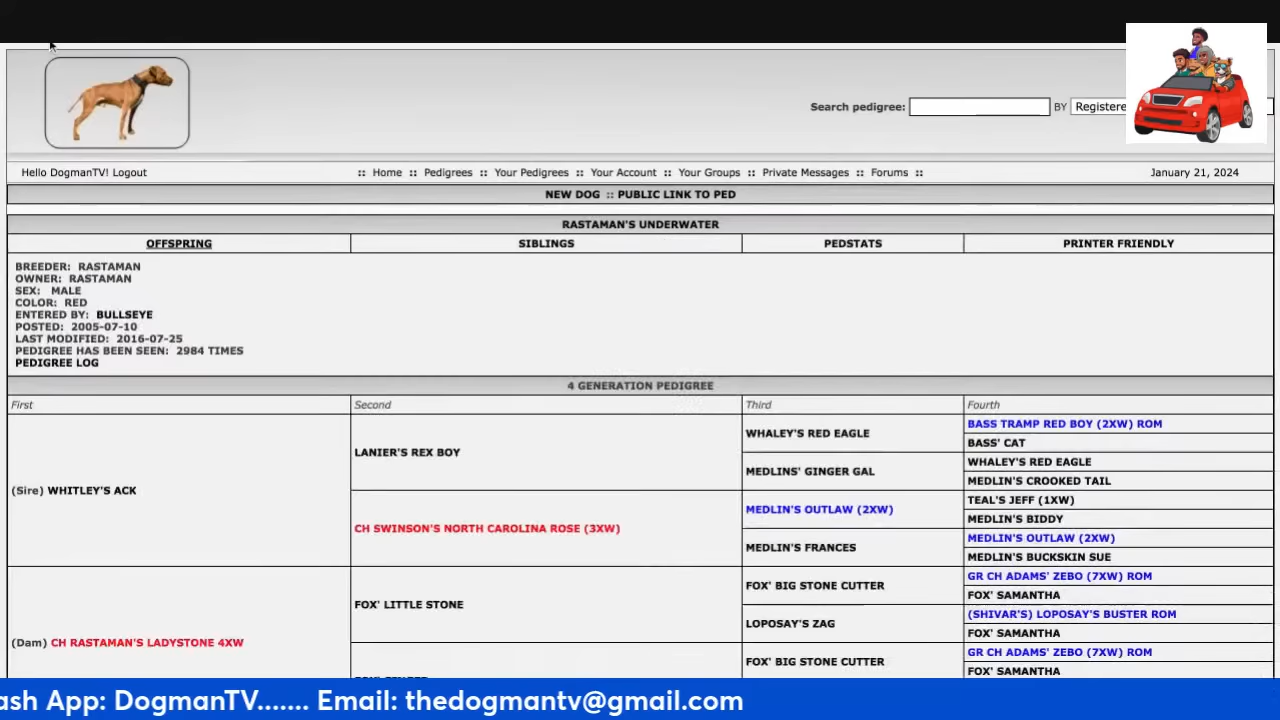 Search pedigree: BY Registere
Hello DogmanTV! Logout :: Home :: Pedigrees :: Your Pedigrees :: Your Account :: Your Groups :: Private Messages :: Forums :: January 21, 2024
NEW DOG :: PUBLIC LINK TO PED
RASTAMAN'S UNDERWATER
OFFSPRING SIBLINGS PEDSTATS PRINTER FRIENDLY
BREEDER: RASTAMAN
OWNER: RASTAMAN
SEX: MALE
COLOR: RED
ENTERED BY: BULLSEYE
POSTED: 2005-07-10
LAST MODIFIED: 2016-07-25
PEDIGREE HAS BEEN SEEN: 2984 TIMES
PEDIGREE LOG
4 GENERATION PEDIGREE
First Second Third Fourth
(Sire) WHITLEY'S ACK
LANIER'S REX BOY
CH SWINSON'S NORTH CAROLINA ROSE (3XW)
WHALEY'S RED EAGLE
MEDLINS' GINGER GAL
MEDLIN'S OUTLAW (2XW)
MEDLIN'S FRANCES
BASS TRAMP RED BOY (2XW) ROM
BASS' CAT
WHALEY'S RED EAGLE
MEDLIN'S CROOKED TAIL
TEAL'S JEFF (1XW)
MEDLIN'S BIDDY
MEDLIN'S OUTLAW (2XW)
MEDLIN'S BUCKSKIN SUE
(Dam) CH RASTAMAN'S LADYSTONE 4XW
FOX' LITTLE STONE
FOX' BIG STONE CUTTER
LOPOSAY'S ZAG
FOX' BIG STONE CUTTER
GR CH ADAMS' ZEBO (7XW) ROM
FOX' SAMANTHA
(SHIVAR'S) LOPOSAY'S BUSTER ROM
FOX' SAMANTHA
GR CH ADAMS' ZEBO (7XW) ROM
FOX' SAMANTHA
ash App: DogmanTV....... Email: thedogmantv@gmail.com